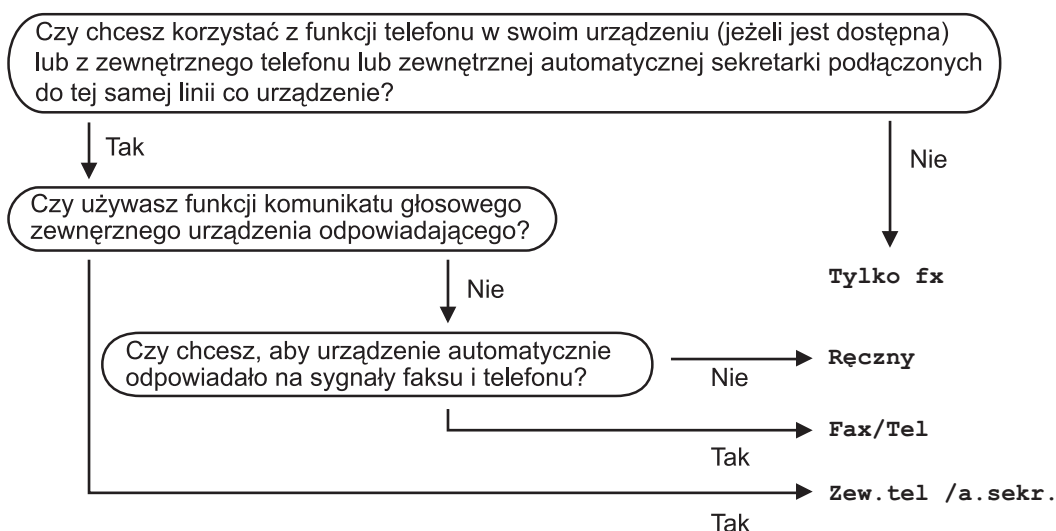 Czy chcesz korzystać z funkcji telefonu w swoim urządzeniu (jeżeli jest dostępna)
lub z zewnętrznego telefonu lub zewnętrznej automatycznej sekretarki podłączonych
do tej samej linii co urządzenie?
Tak
Nie
Czy używasz funkcji komunikatu głosowego
zewnęrznego urządzenia odpowiadającego?
Tylko fx
Nie
Czy chcesz, aby urządzenie automatycznie
odpowiadało na sygnały faksu i telefonu?
Nie
Ręczny
Fax/Tel
Tak
Zew.tel /a.sekr.
Tak